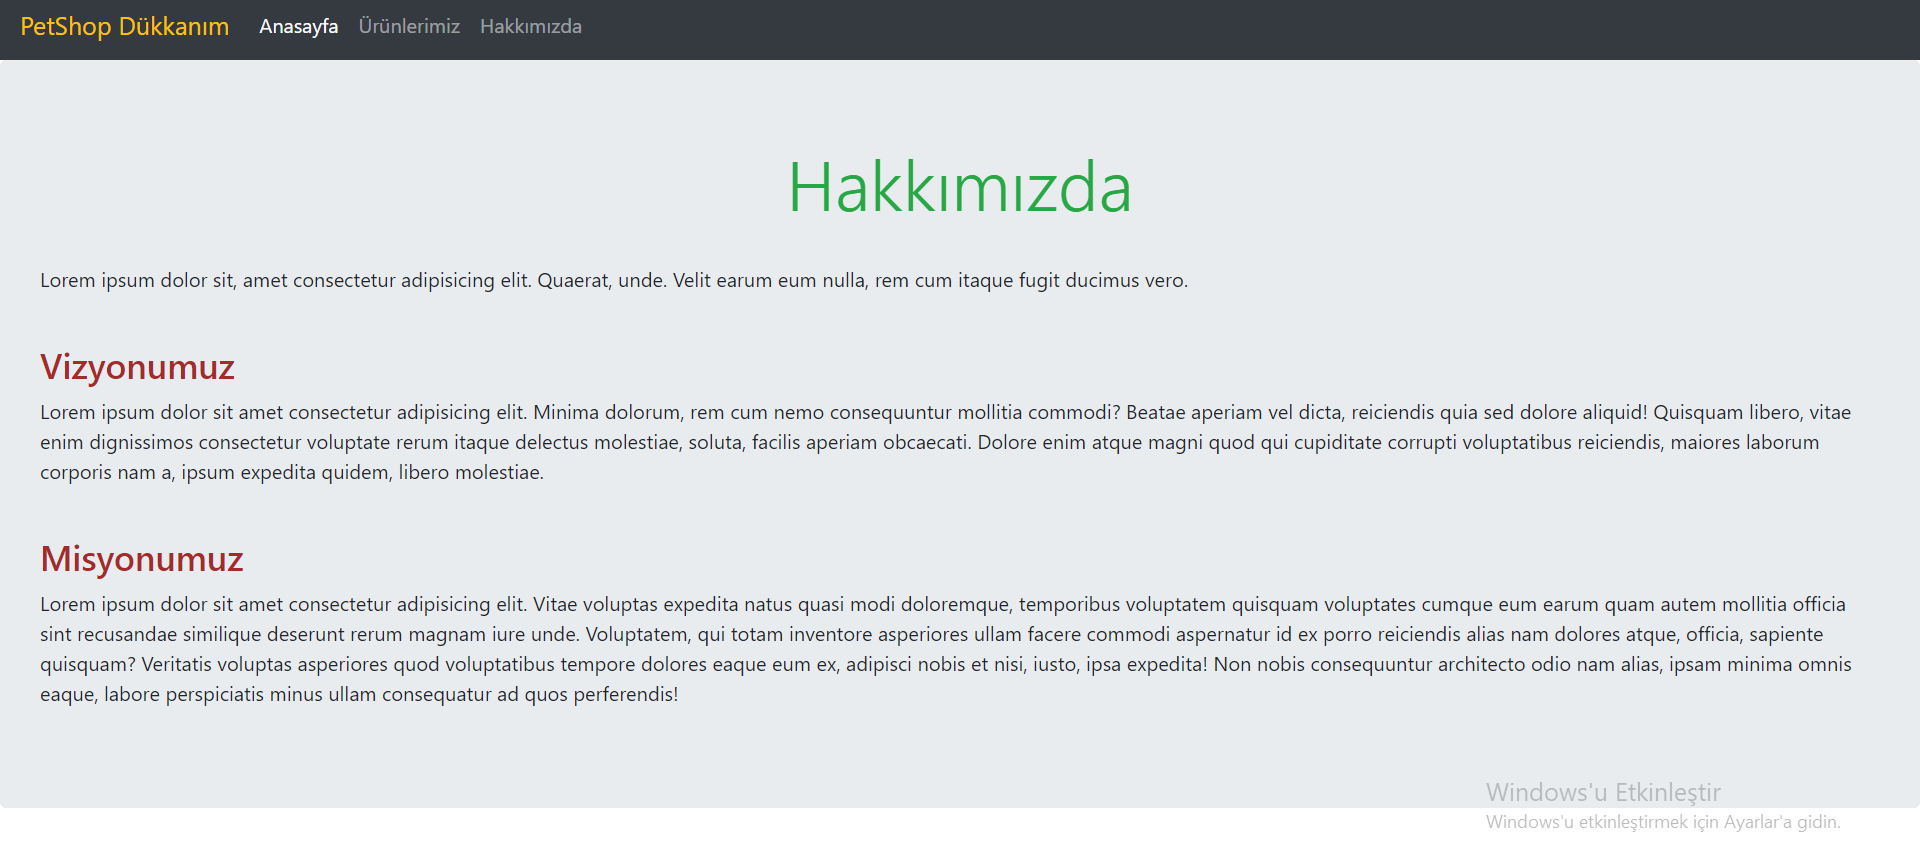 PetShop Dükkanım Anasayfa Ürünlerimiz Hakkımızda
Hakkımızda
Lorem ipsum dolor sit, amet consectetur adipisicing elit. Quaerat, unde. Velit earum eum nulla, rem cum itaque fugit ducimus vero.
Vizyonumuz
Lorem ipsum dolor sit amet consectetur adipisicing elit. Minima dolorum, rem cum nemo consequuntur mollitia commodi? Beatae aperiam vel dicta, reiciendis quia sed dolore aliquid! Quisquam libero, vitae
enim dignissimos consectetur voluptate rerum itaque delectus molestiae, soluta, facilis aperiam obcaecati. Dolore enim atque magni quod qui cupiditate corrupti voluptatibus reiciendis, maiores laborum
corporis nam a, ipsum expedita quidem, libero molestiae.
Misyonumuz
Lorem ipsum dolor sit amet consectetur adipisicing elit. Vitae voluptas expedita natus quasi modi doloremque, temporibus voluptatem quisquam voluptates cumque eum earum quam autem mollitia officia
sint recusandae similique deserunt rerum magnam iure unde. Voluptatem, qui totam inventore asperiores ullam facere commodi aspernatur id ex porro reiciendis alias nam dolores atque, officia, sapiente
quisquam? Veritatis voluptas asperiores quod voluptatibus tempore dolores eaque eum ex, adipisci nobis et nisi, iusto, ipsa expedita! Non nobis consequuntur architecto odio nam alias, ipsam minima omnis
eaque, labore perspiciatis minus ullam consequatur ad quos perferendis!
Windows'u Etkinleştir
Windows'u etkinleştirmek için Ayarlar'a gidin.